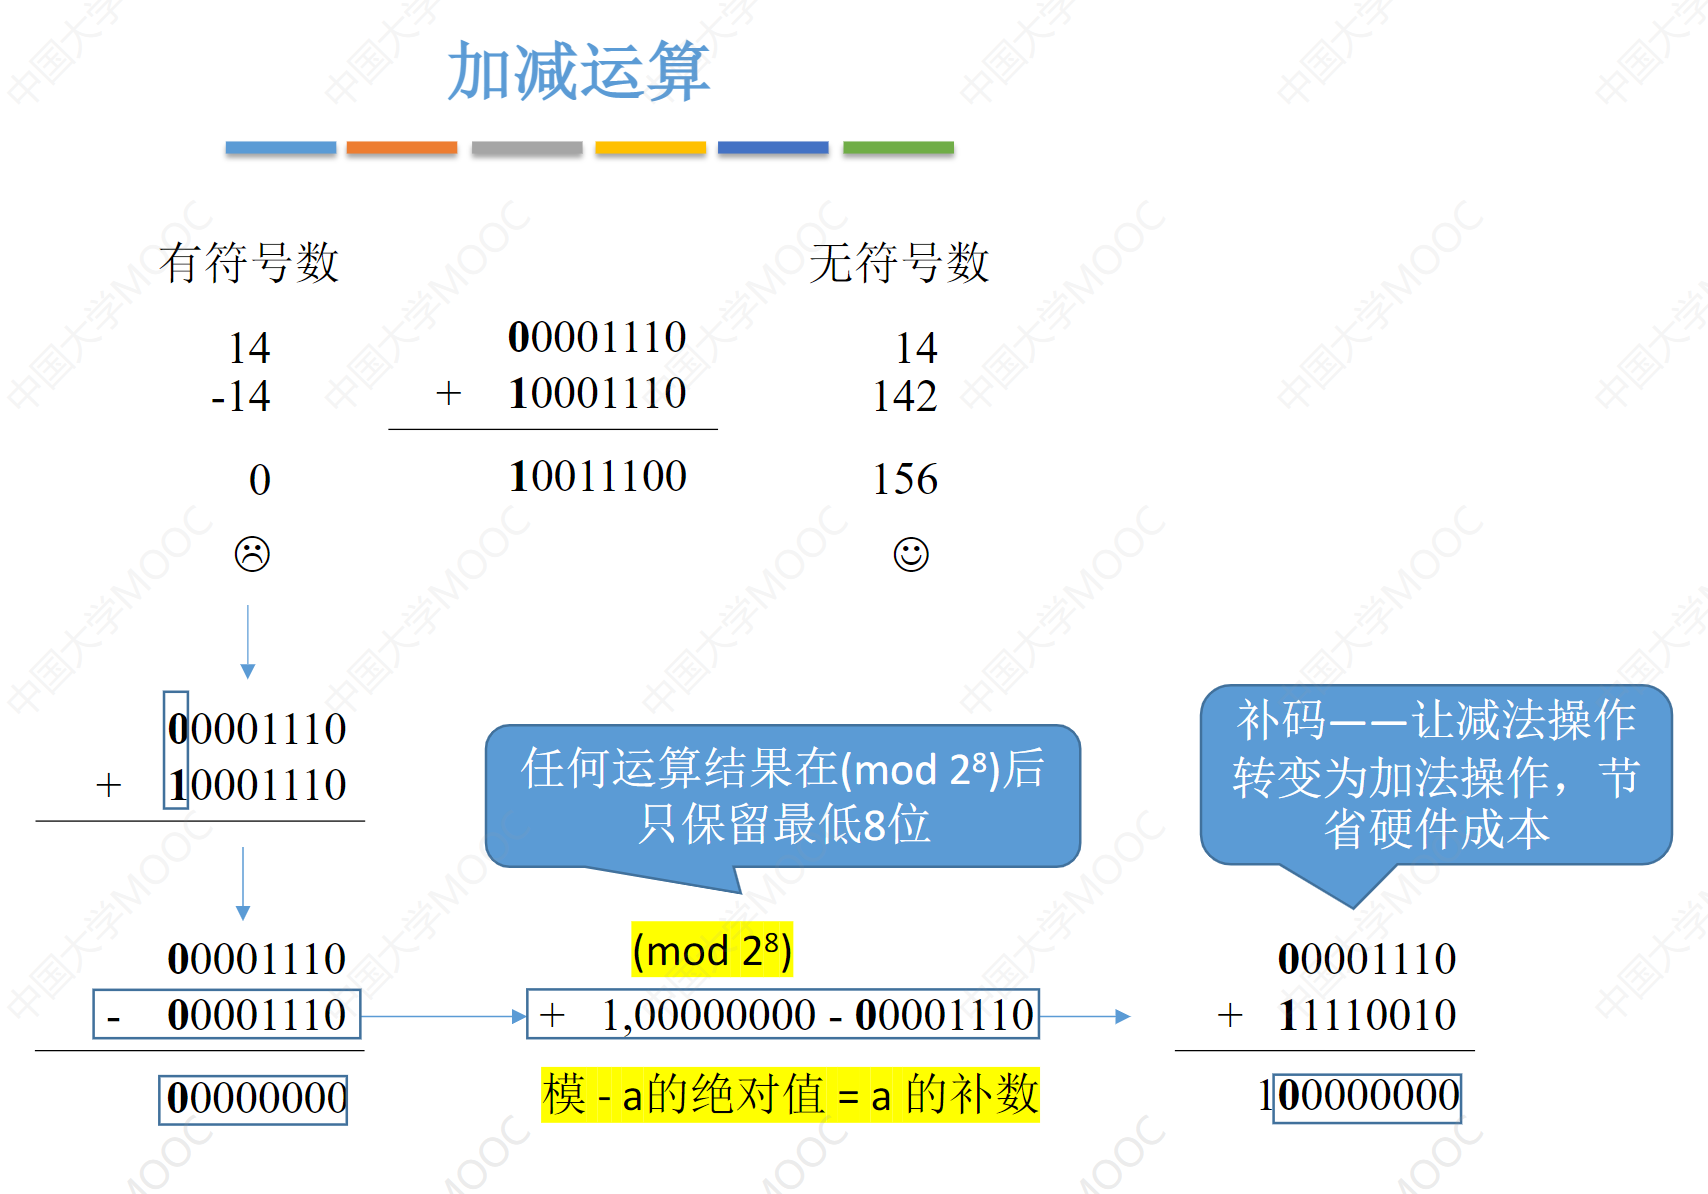 加减运算
有符号数
无符号数
14
00001110
14
-14
+ 10001110
142
0
10011100
156
00001110
+ 10001110
任何运算结果在(mod 2⁸)后
只保留最低8位
补码——让减法操作
转变为加法操作，节
省硬件成本
00001110
(mod 2⁸)
00001110
- 00001110
+ 1,00000000 - 00001110
+ 11110010
00000000
模 - a的绝对值 = a 的补数
100000000
中国大学MOOC